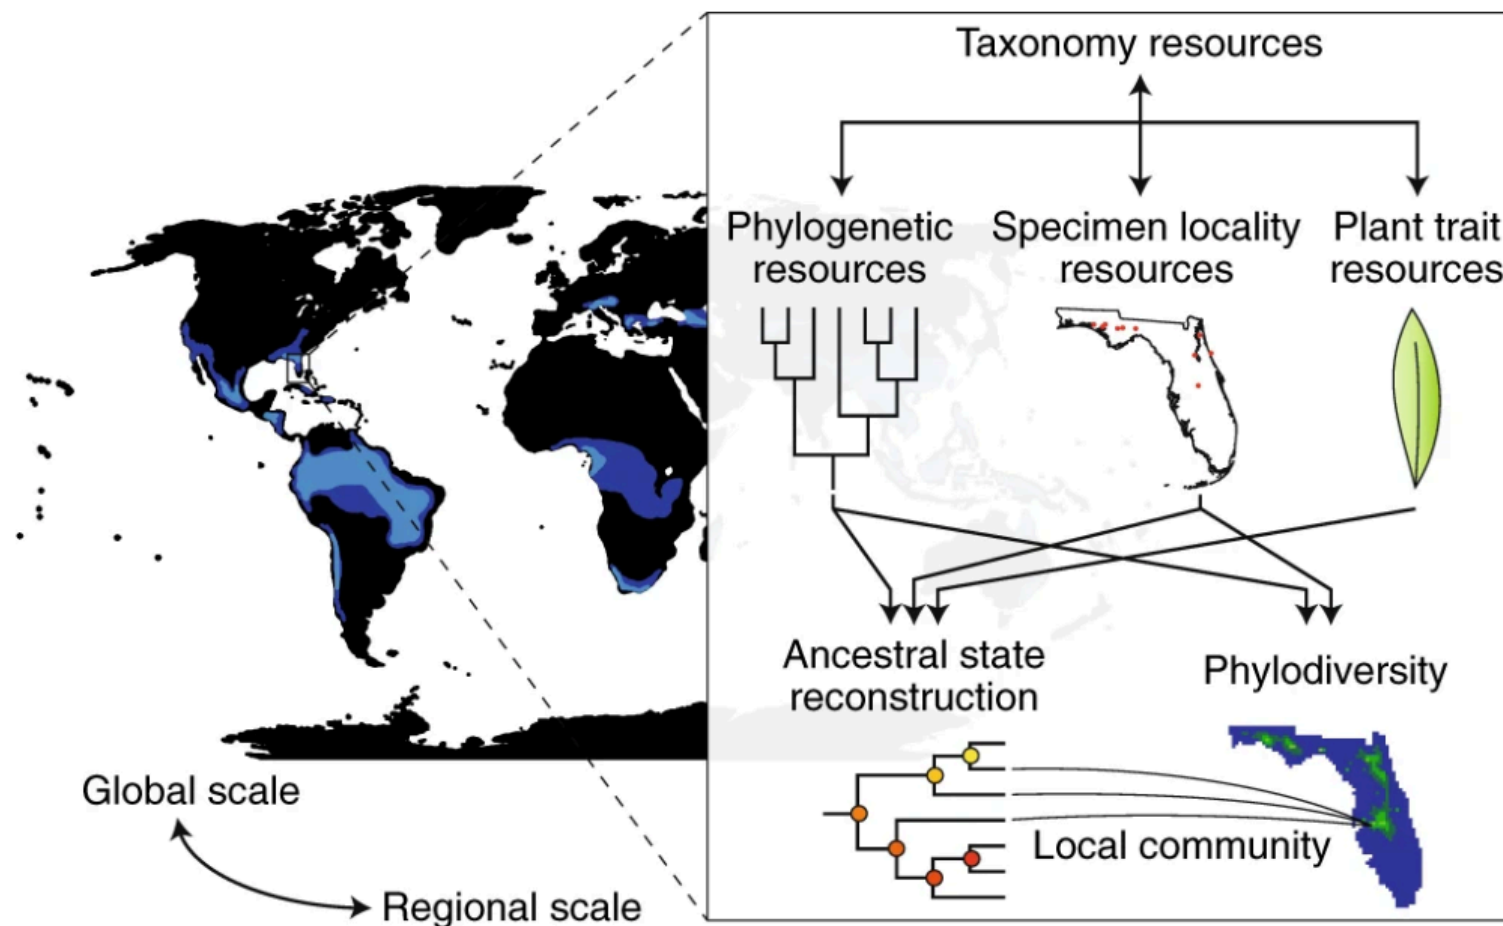 Taxonomy resources
Phylogenetic
resources
Specimen locality
resources
Plant trait
resources
Ancestral state
reconstruction
Phylodiversity
Local community
Global scale
Regional scale